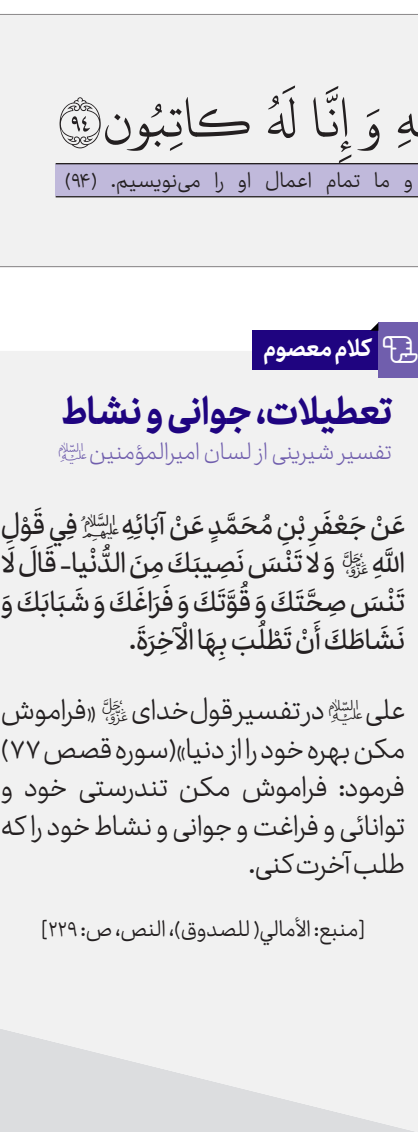 ـهِ وَ إِنَّا لَهُ كاتِبُون ﴿٩٤﴾
و ما تمام اعمال او را می‌نویسیم. (۹۴)
کلام معصوم
تعطیلات، جوانی و نشاط
تفسیر شیرینی از لسان امیرالمؤمنین علیه‌السلام
عَنْ جَعْفَرِ بْنِ مُحَمَّدٍ عَنْ آبَائِهِ علیهم‌السلام فِي قَوْلِ
اللَّهِ عَزَّوَجَلَّ وَ لا تَنْسَ نَصِيبَكَ مِنَ الدُّنْيا- قَالَ لَا
تَنْسَ صِحَّتَكَ وَ قُوَّتَكَ وَ فَرَاغَكَ وَ شَبَابَكَ وَ
نَشَاطَكَ أَنْ تَطْلُبَ بِهَا الْآخِرَةَ.
علی علیه‌السلام در تفسیر قول خدای عَزَّوَجَلَّ «فراموش
مکن بهره خود را از دنیا»(سوره قصص ۷۷)
فرمود: فراموش مکن تندرستی خود و
توانائی و فراغت و جوانی و نشاط خود را که
طلب آخرت کنی.
[منبع: الأمالي( للصدوق)، النص، ص: ۲۲۹]